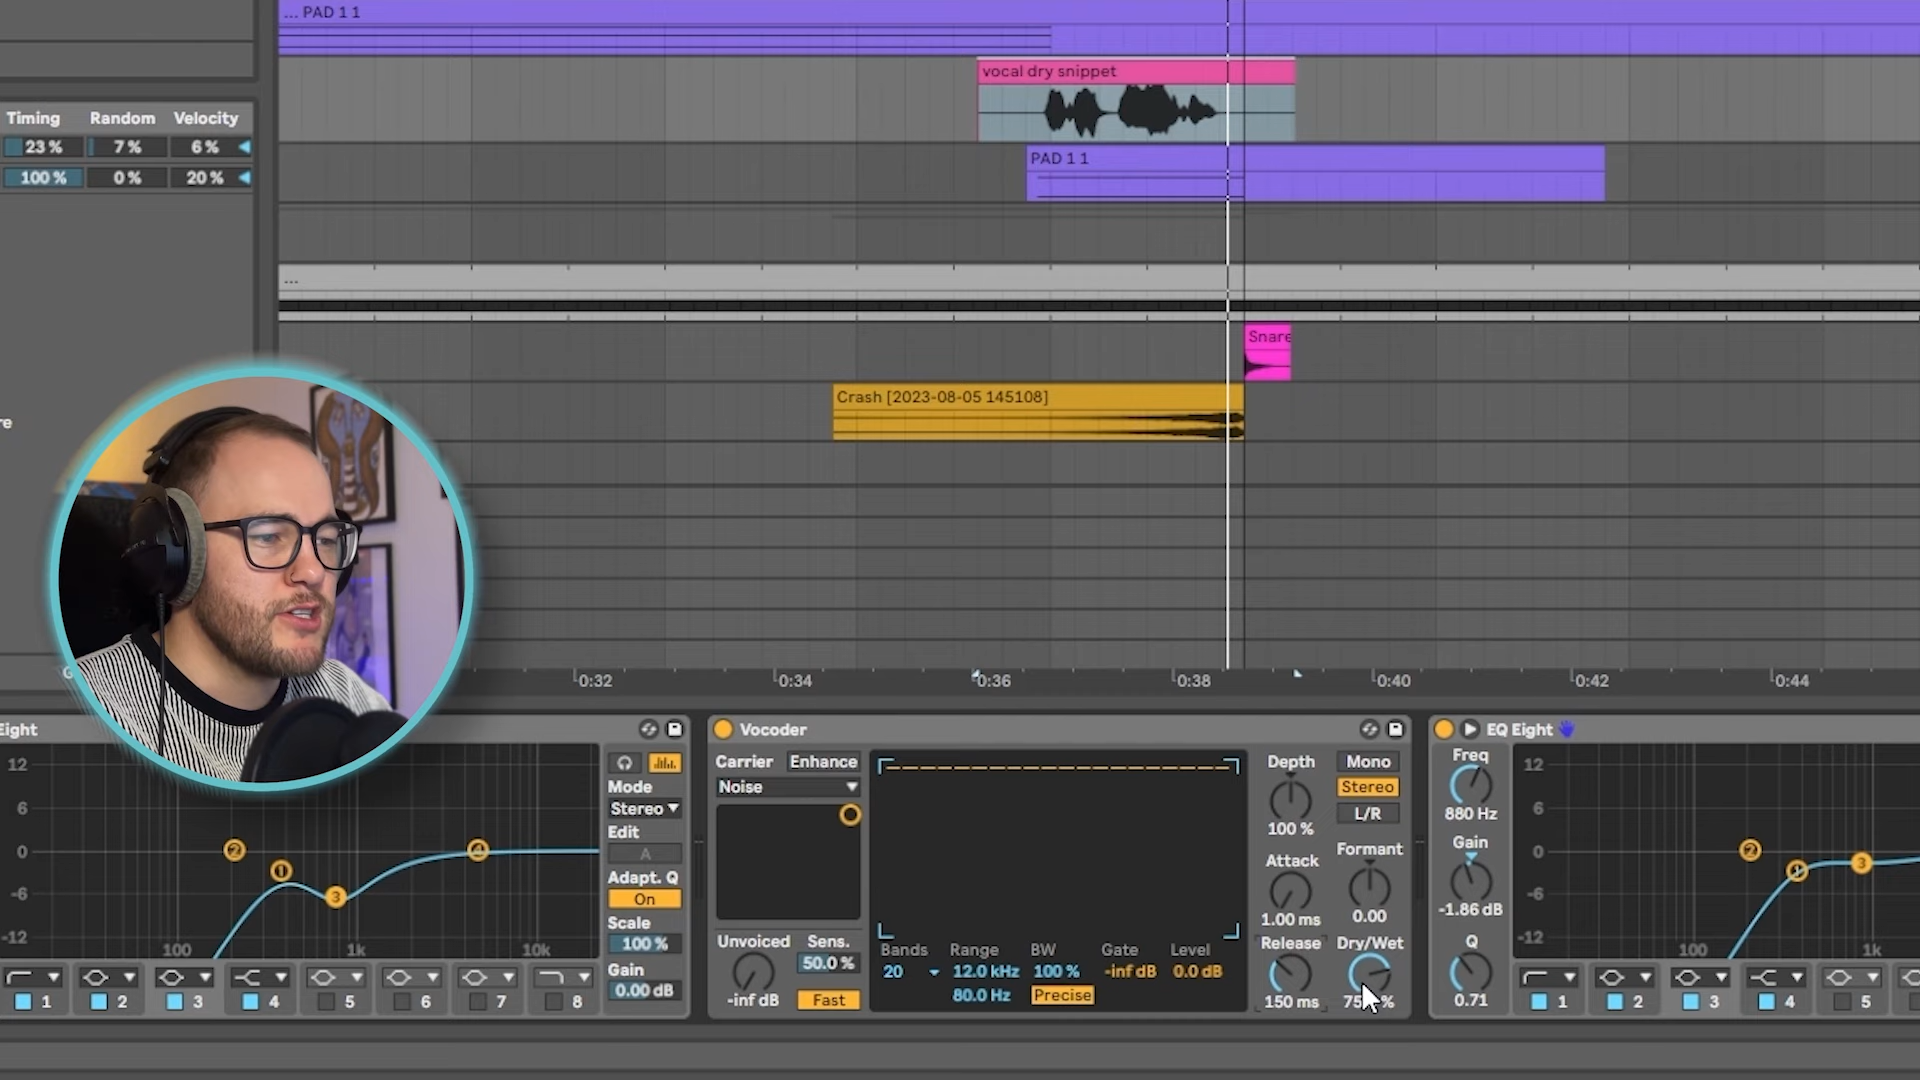 ... PAD 1 1
vocal dry snippet
Timing Random Velocity
23 % 7 % 6 %
100 % 0 % 20 %
PAD 1 1
...
Snare
Crash [2023-08-05 145108]
re
0:32 0:34 0:36 0:38 0:40 0:42 0:44
Eight
12
6
0
-6
-12
100 1k 10k
1 2 3 4 5 6 7 8
Mode
Stereo
Edit
A
Adapt. Q
On
Scale
100 %
Gain
0.00 dB
Vocoder
Carrier Enhance
Noise
Unvoiced Sens.
50.0 %
-inf dB Fast
Bands Range BW Gate Level
20 12.0 kHz 100 % -inf dB 0.0 dB
80.0 Hz Precise
Depth Mono
Stereo
100 % L/R
Attack Formant
1.00 ms 0.00
Release Dry/Wet
150 ms
EQ Eight
Freq
880 Hz
Gain
-1.86 dB
Q
0.71
12
6
0
-6
-12
100 1k
1 2 3 4 5